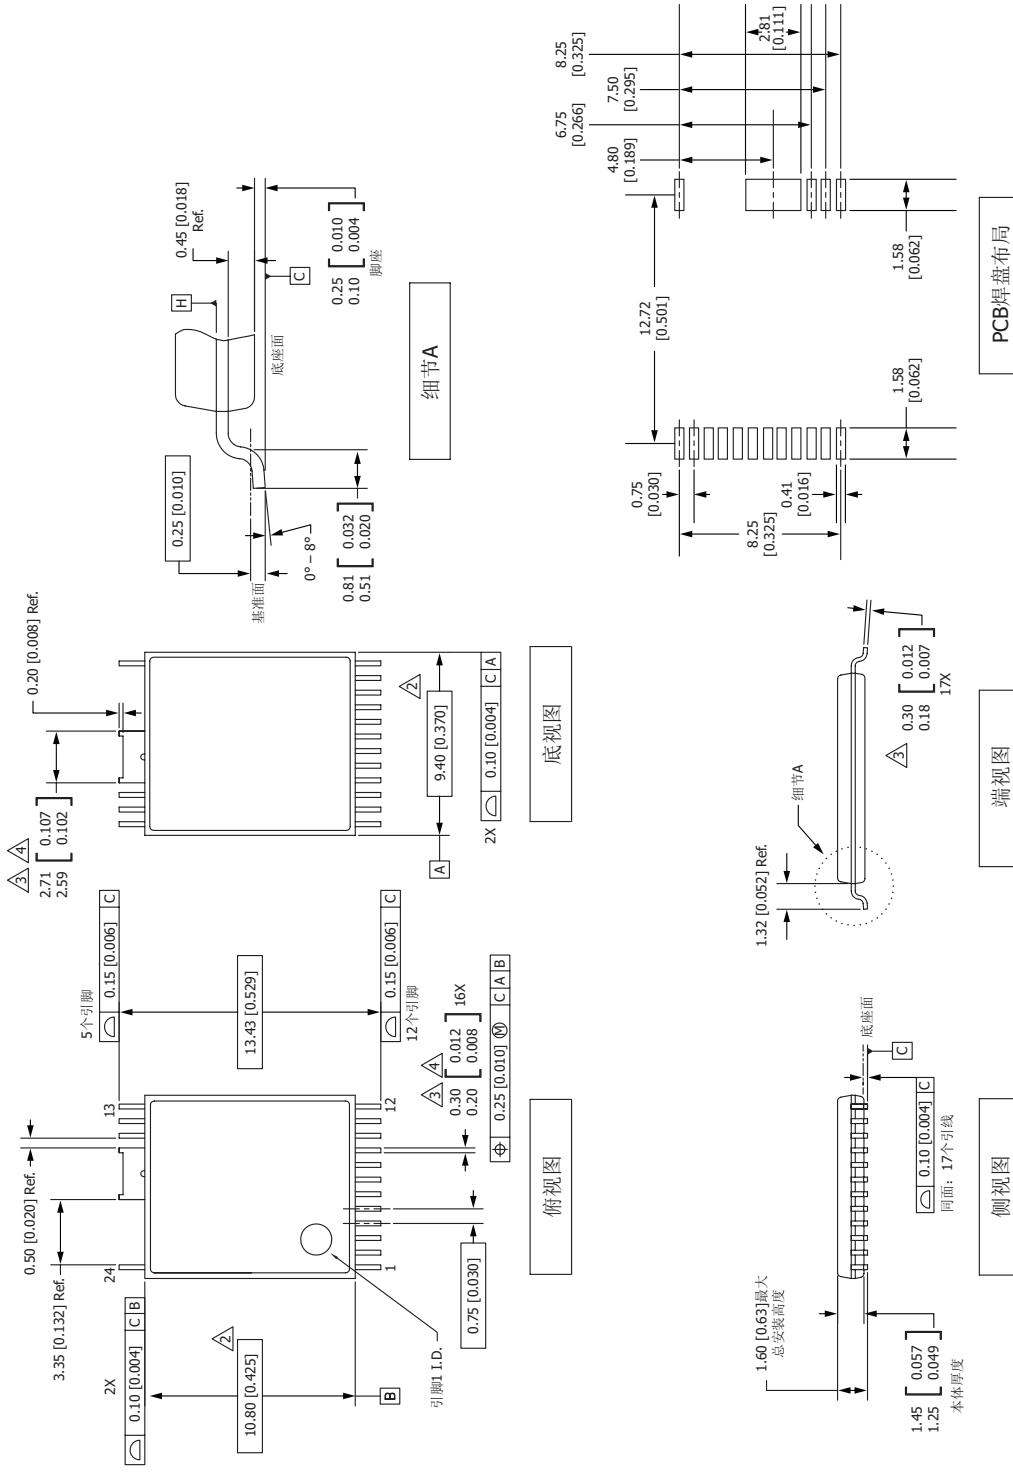 2X
0.10 [0.004] C B
3.35 [0.132] Ref.
0.50 [0.020] Ref.
24
13
5个引脚
0.15 [0.006] C
10.80 [0.425]
2
B
13.43 [0.529]
0.15 [0.006] C
12个引脚
引脚1 I.D.
1
12
0.75 [0.030]
3
4
0.30
0.20
0.012
0.008
16X
0.25 [0.010] M C A B
俯视图
3
4
2.71
2.59
0.107
0.102
0.20 [0.008] Ref.
9.40 [0.370]
2
A
2X
0.10 [0.004] C A
底视图
基准面
0.25 [0.010]
H
0.45 [0.018]
Ref.
0° – 8°
底座面
C
0.81
0.51
0.032
0.020
0.25
0.10
0.010
0.004
脚座
细节A
1.60 [0.63]最大
总安装高度
1.45
1.25
0.057
0.049
本体厚度
底座面
C
0.10 [0.004] C
同面：17个引线
侧视图
1.32 [0.052] Ref.
细节A
3
0.30
0.18
0.012
0.007
17X
端视图
0.75
[0.030]
8.25
[0.325]
0.41
[0.016]
1.58
[0.062]
12.72
[0.501]
4.80
[0.189]
6.75
[0.266]
7.50
[0.295]
8.25
[0.325]
2.81
[0.111]
1.58
[0.062]
PCB焊盘布局